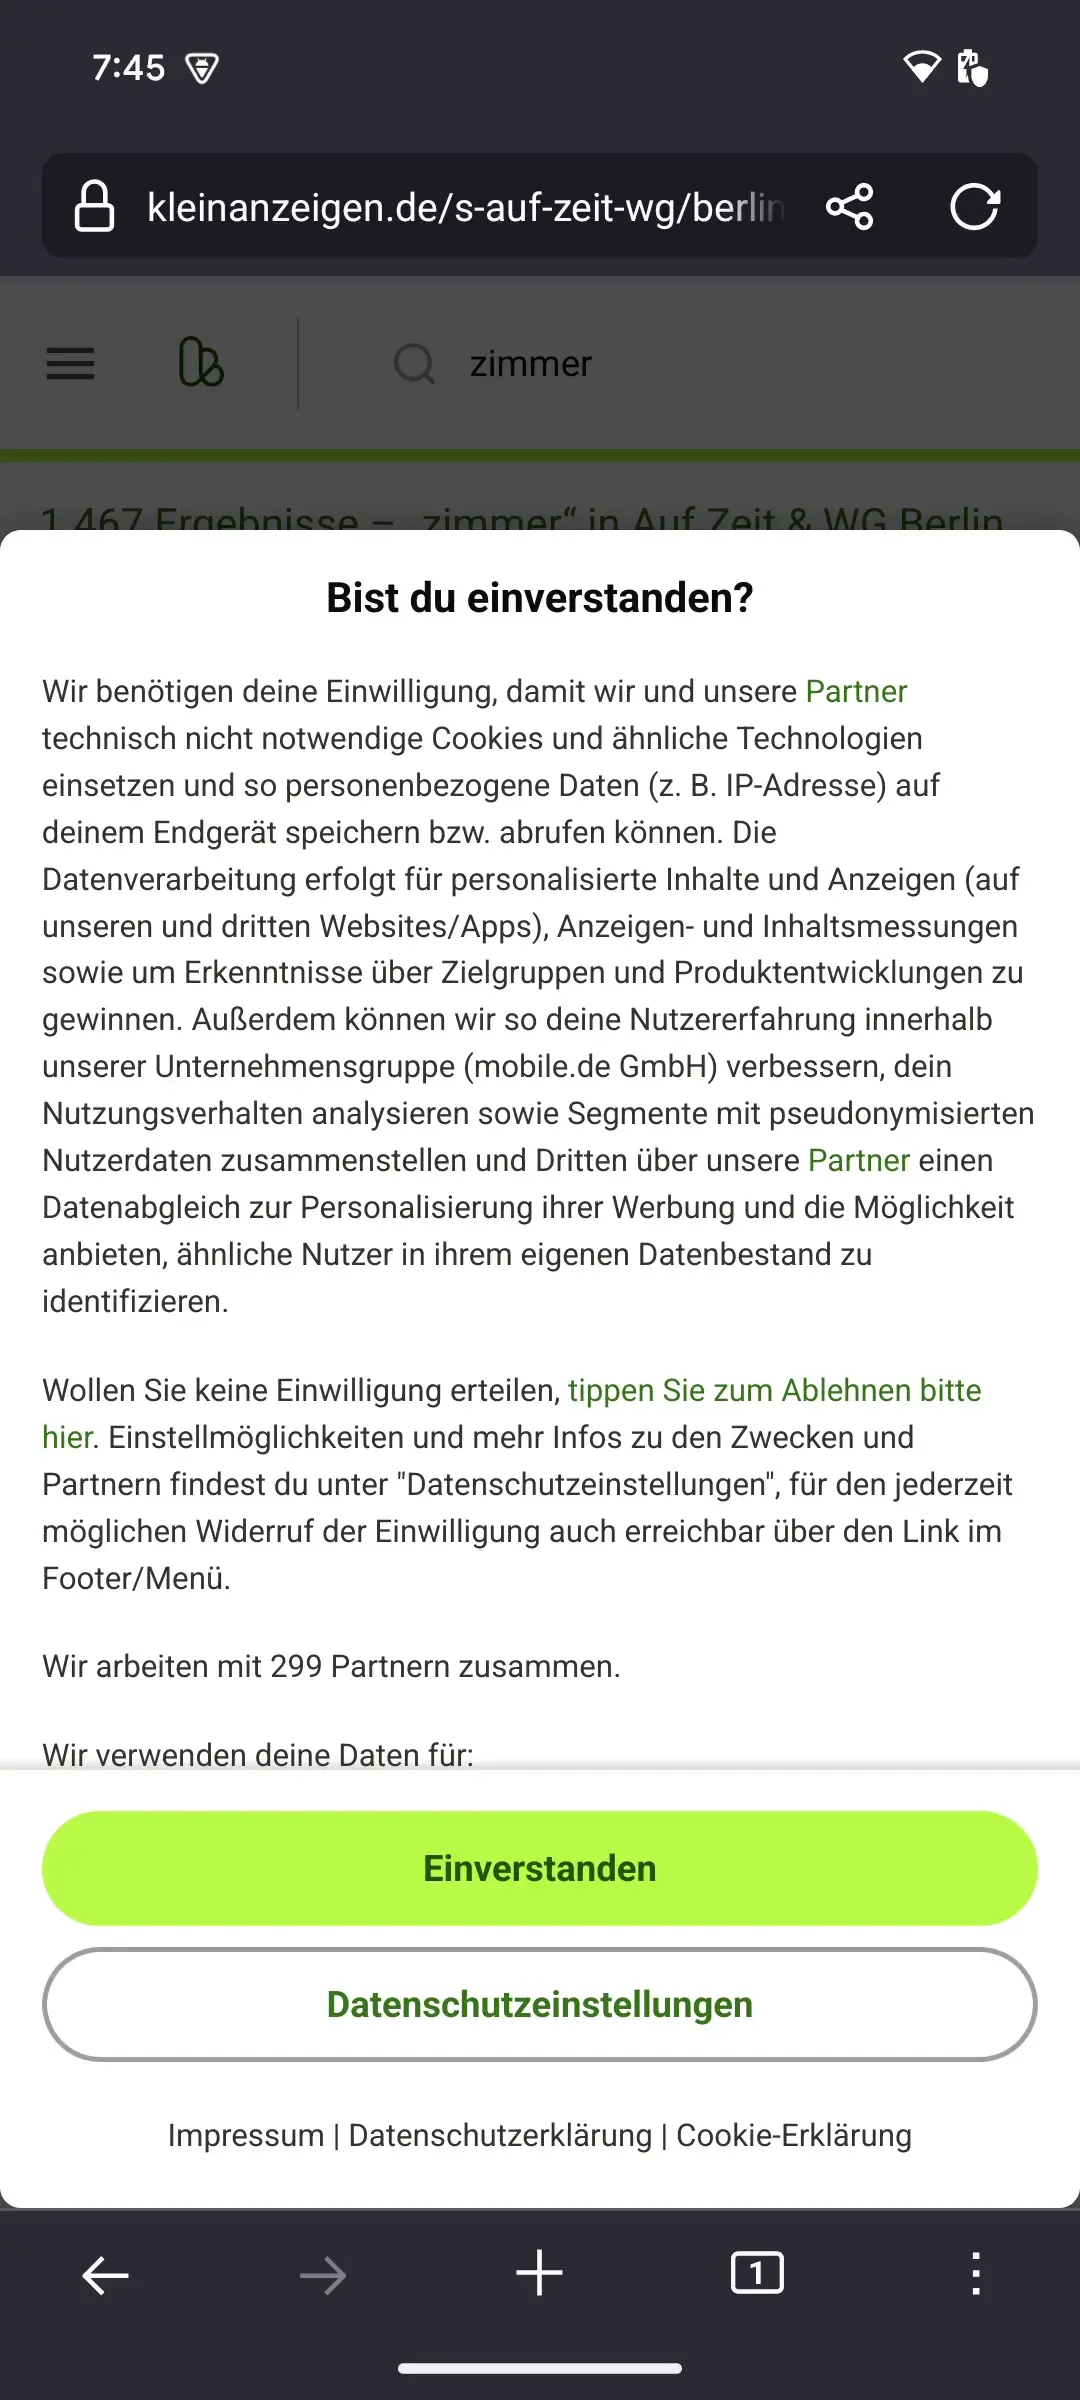 7:45
kleinanzeigen.de/s-auf-zeit-wg/berlin
zimmer
1.467 Ergebnisse – „zimmer“ in Auf Zeit & WG Berlin
Bist du einverstanden?
Wir benötigen deine Einwilligung, damit wir und unsere Partner
technisch nicht notwendige Cookies und ähnliche Technologien
einsetzen und so personenbezogene Daten (z. B. IP-Adresse) auf
deinem Endgerät speichern bzw. abrufen können. Die
Datenverarbeitung erfolgt für personalisierte Inhalte und Anzeigen (auf
unseren und dritten Websites/Apps), Anzeigen- und Inhaltsmessungen
sowie um Erkenntnisse über Zielgruppen und Produktentwicklungen zu
gewinnen. Außerdem können wir so deine Nutzererfahrung innerhalb
unserer Unternehmensgruppe (mobile.de GmbH) verbessern, dein
Nutzungsverhalten analysieren sowie Segmente mit pseudonymisierten
Nutzerdaten zusammenstellen und Dritten über unsere Partner einen
Datenabgleich zur Personalisierung ihrer Werbung und die Möglichkeit
anbieten, ähnliche Nutzer in ihrem eigenen Datenbestand zu
identifizieren.
Wollen Sie keine Einwilligung erteilen, tippen Sie zum Ablehnen bitte
hier. Einstellmöglichkeiten und mehr Infos zu den Zwecken und
Partnern findest du unter "Datenschutzeinstellungen", für den jederzeit
möglichen Widerruf der Einwilligung auch erreichbar über den Link im
Footer/Menü.
Wir arbeiten mit 299 Partnern zusammen.
Wir verwenden deine Daten für:
Einverstanden
Datenschutzeinstellungen
Impressum | Datenschutzerklärung | Cookie-Erklärung
1